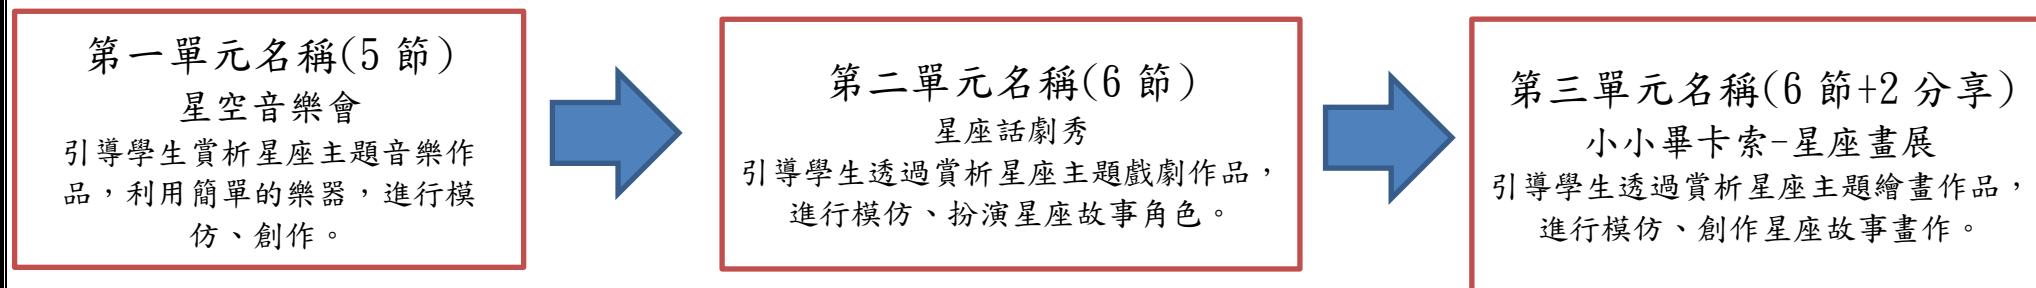 第一單元名稱(5 節)
星空音樂會
引導學生賞析星座主題音樂作
品，利用簡單的樂器，進行模
仿、創作。
第二單元名稱(6 節)
星座話劇秀
引導學生透過賞析星座主題戲劇作品，
進行模仿、扮演星座故事角色。
第三單元名稱(6 節+2 分享)
小小畢卡索-星座畫展
引導學生透過賞析星座主題繪畫作品，
進行模仿、創作星座故事畫作。